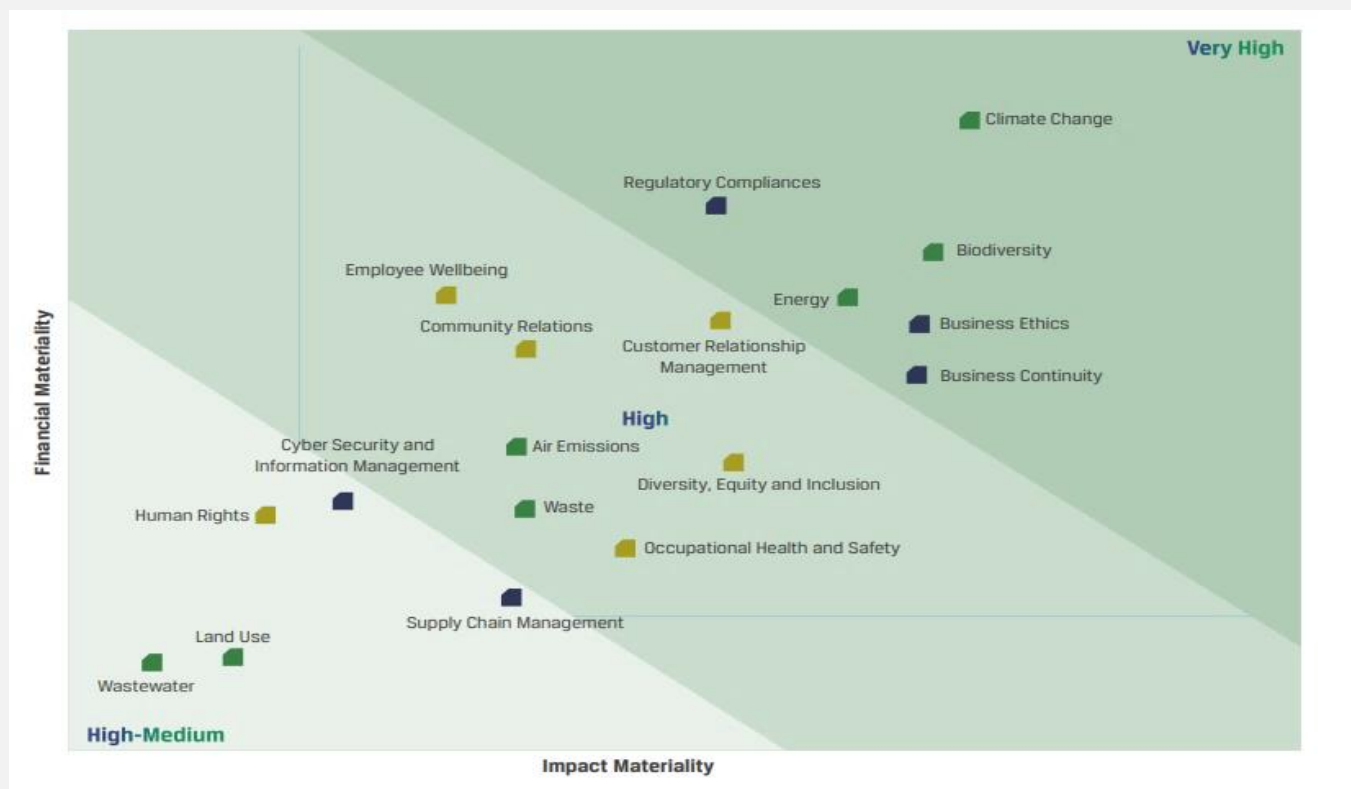 Very High
Climate Change
Regulatory Compliances
Biodiversity
Employee Wellbeing
Energy
Business Ethics
Community Relations
Customer Relationship
Management
Business Continuity
High
Cyber Security and
Information Management
Air Emissions
Diversity, Equity and Inclusion
Human Rights
Waste
Occupational Health and Safety
Supply Chain Management
Land Use
Wastewater
High-Medium
Financial Materiality
Impact Materiality